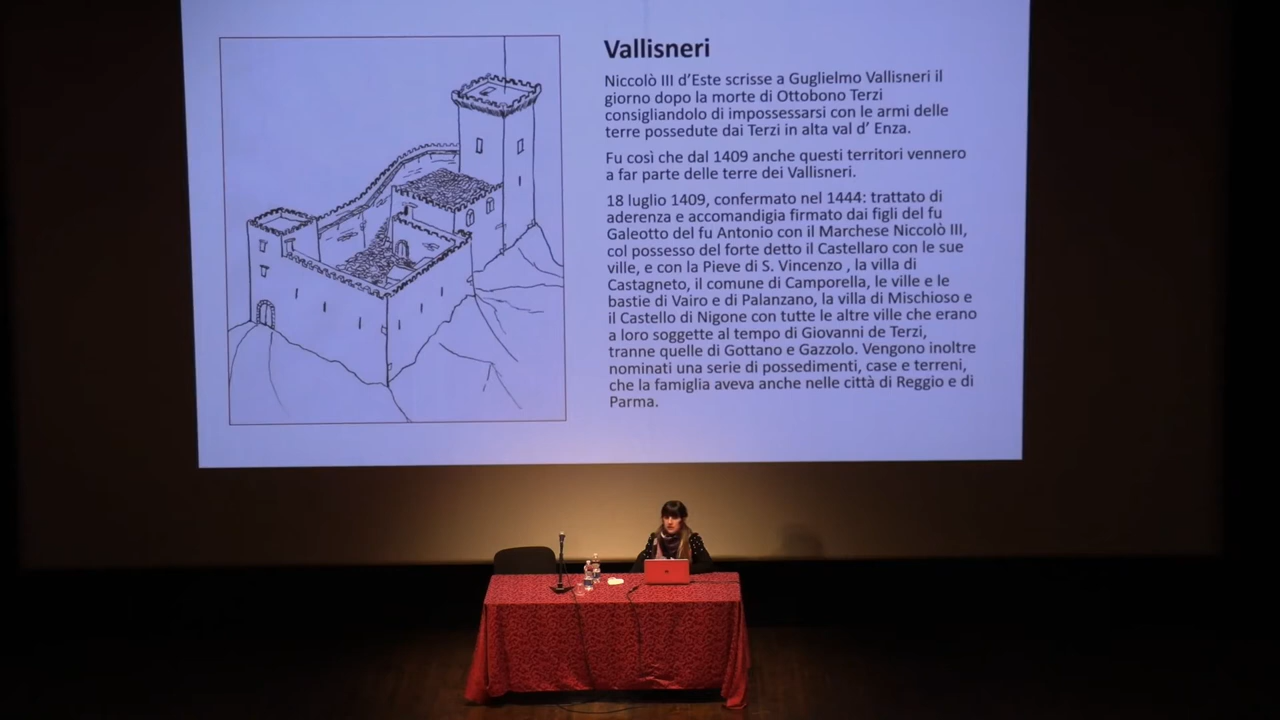 Vallisneri
Niccolò III d'Este scrisse a Guglielmo Vallisneri il
giorno dopo la morte di Ottobono Terzi
consigliandolo di impossessarsi con le armi delle
terre possedute dai Terzi in alta val d' Enza.
Fu così che dal 1409 anche questi territori vennero
a far parte delle terre dei Vallisneri.
18 luglio 1409, confermato nel 1444: trattato di
aderenza e accomandigia firmato dai figli del fu
Galeotto del fu Antonio con il Marchese Niccolò III,
col possesso del forte detto il Castellaro con le sue
ville, e con la Pieve di S. Vincenzo , la villa di
Castagneto, il comune di Camporella, le ville e le
bastie di Vairo e di Palanzano, la villa di Mischioso e
il Castello di Nigone con tutte le altre ville che erano
a loro soggette al tempo di Giovanni de Terzi,
tranne quelle di Gottano e Gazzolo. Vengono inoltre
nominati una serie di possedimenti, case e terreni,
che la famiglia aveva anche nelle città di Reggio e di
Parma.